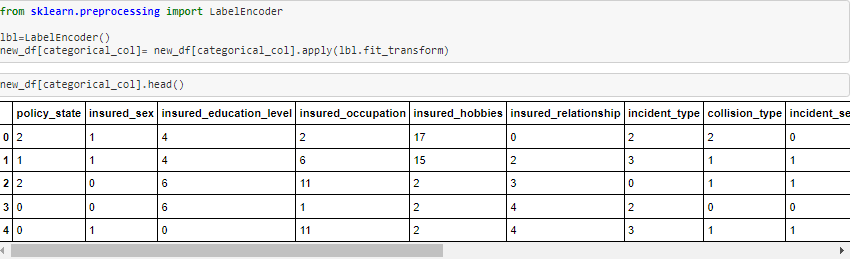 from sklearn.preprocessing import LabelEncoder
lbl=LabelEncoder()
new_df[categorical_col]= new_df[categorical_col].apply(lbl.fit_transform)
new_df[categorical_col].head()
policy_state insured_sex insured_education_level insured_occupation insured_hobbies insured_relationship incident_type collision_type incident_se
0 2 1 4 2 17 0 2 2 0
1 1 1 4 6 15 2 3 1 1
2 2 0 6 11 2 3 0 1 1
3 0 0 6 1 2 4 2 0 0
4 0 1 0 11 2 4 3 1 1